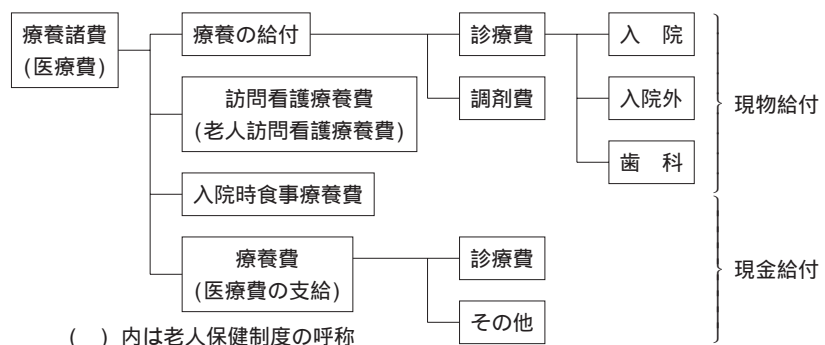 療養諸費
(医療費)
療養の給付
診療費
入　院
調剤費
入院外
歯　科
現物給付
訪問看護療養費
(老人訪問看護療養費)
入院時食事療養費
療養費
(医療費の支給)
診療費
その他
現金給付
(　) 内は老人保健制度の呼称